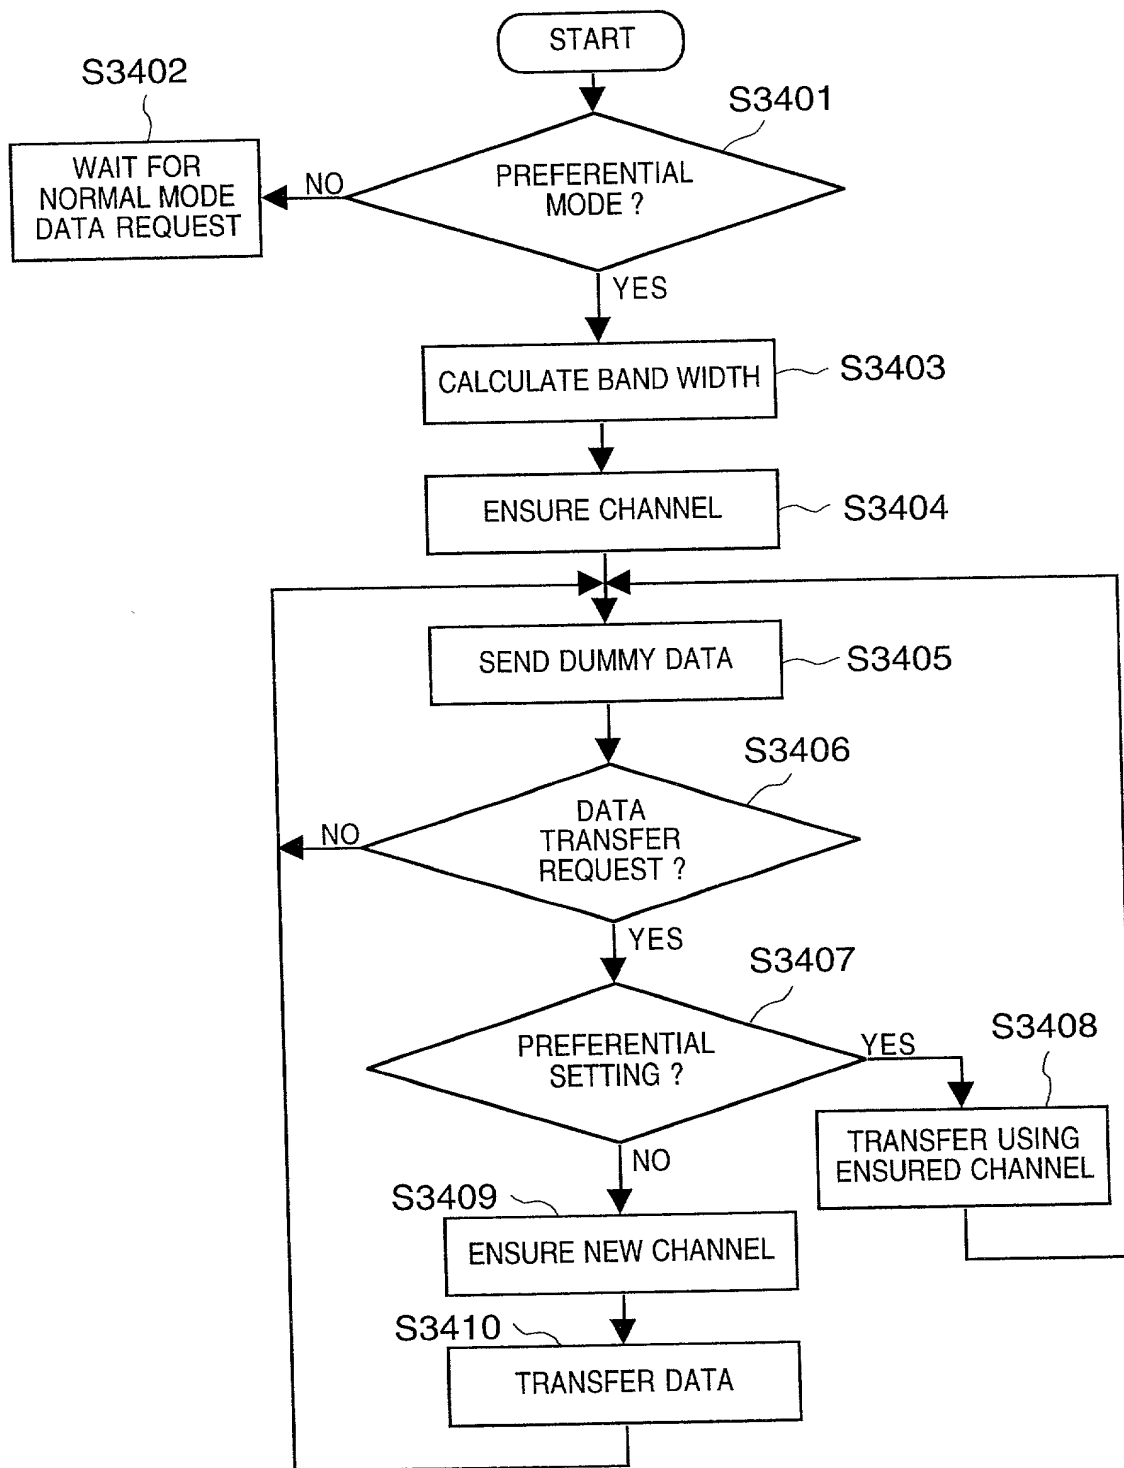 START
S3402
S3401
WAIT FOR
NORMAL MODE
DATA REQUEST
NO
PREFERENTIAL
MODE ?
YES
CALCULATE BAND WIDTH
S3403
ENSURE CHANNEL
S3404
SEND DUMMY DATA
S3405
S3406
NO
DATA
TRANSFER
REQUEST ?
YES
S3407
PREFERENTIAL
SETTING ?
YES
S3408
TRANSFER USING
ENSURED CHANNEL
NO
S3409
ENSURE NEW CHANNEL
S3410
TRANSFER DATA